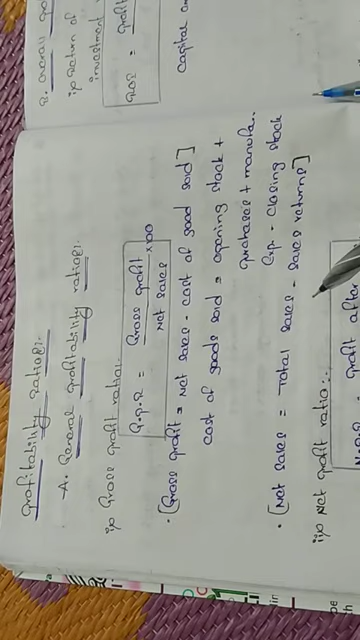 Profitability ratios:-
A. General profitability ratios:-
i) Gross profit ratio:-
G.P.R = Gross profit / Net sales × 100
[Gross profit = Net sales - cost of good sold]
cost of goods sold = opening stock +
purchases + manufa..
Exp - closing stock
[Net sales = Total sales - sales returns]
ii) Net profit ratio:-
profit after
B. overall
i) Return of
investment
ROI =
capital